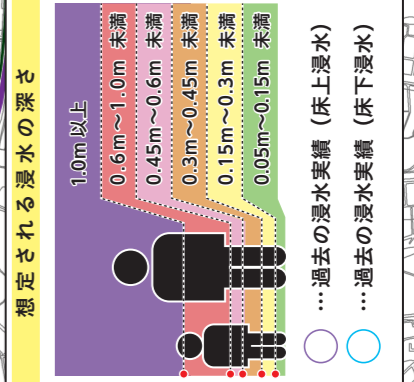 想定される浸水の深さ
1.0m 以上
0.6m～1.0m 未満
0.45m～0.6m 未満
0.3m～0.45m 未満
0.15m～0.3m 未満
0.05m～0.15m 未満
…過去の浸水実績（床上浸水）
…過去の浸水実績（床下浸水）